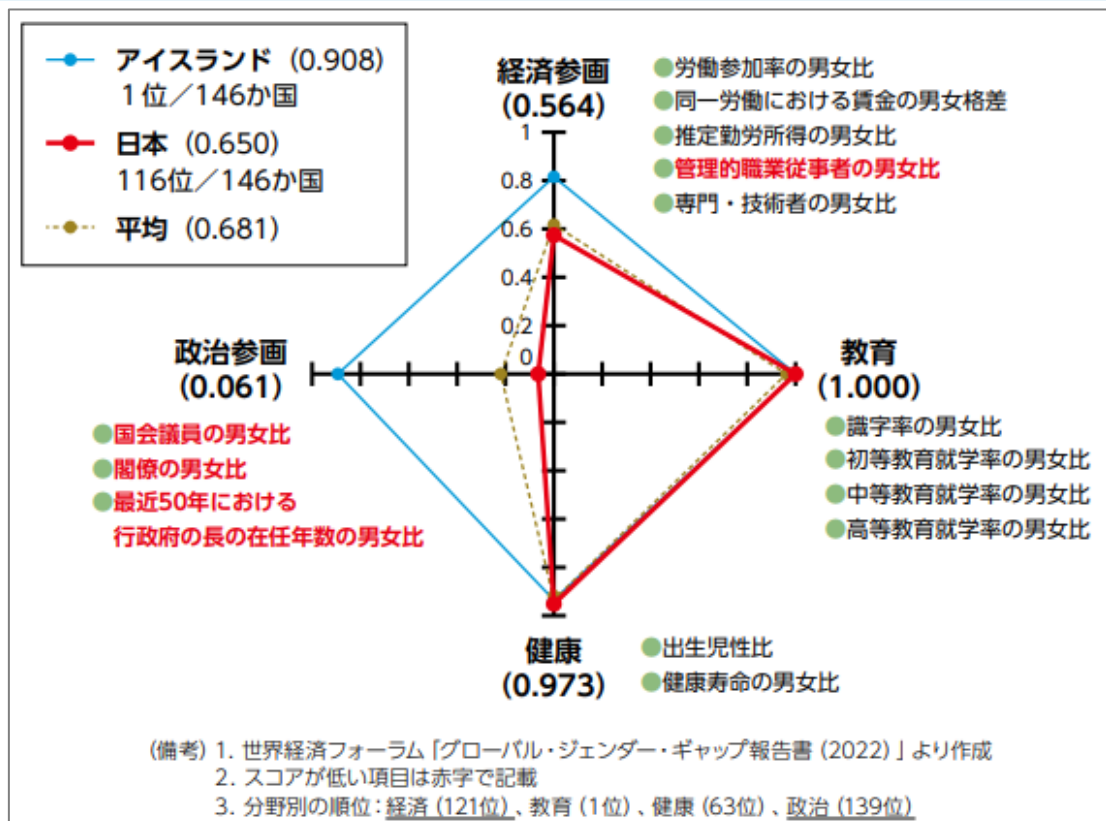 アイスランド (0.908)
1位／146か国
日本 (0.650)
116位／146か国
平均 (0.681)
経済参画
(0.564)
●労働参加率の男女比
●同一労働における賃金の男女格差
●推定勤労所得の男女比
●管理的職業従事者の男女比
●専門・技術者の男女比
1
0.8
0.6
0.4
0.2
0
政治参画
(0.061)
●国会議員の男女比
●閣僚の男女比
●最近50年における
行政府の長の在任年数の男女比
教育
(1.000)
●識字率の男女比
●初等教育就学率の男女比
●中等教育就学率の男女比
●高等教育就学率の男女比
健康
(0.973)
●出生児性比
●健康寿命の男女比
(備考) 1. 世界経済フォーラム「グローバル・ジェンダー・ギャップ報告書 (2022)」より作成
2. スコアが低い項目は赤字で記載
3. 分野別の順位：経済 (121位)、教育 (1位)、健康 (63位)、政治 (139位)